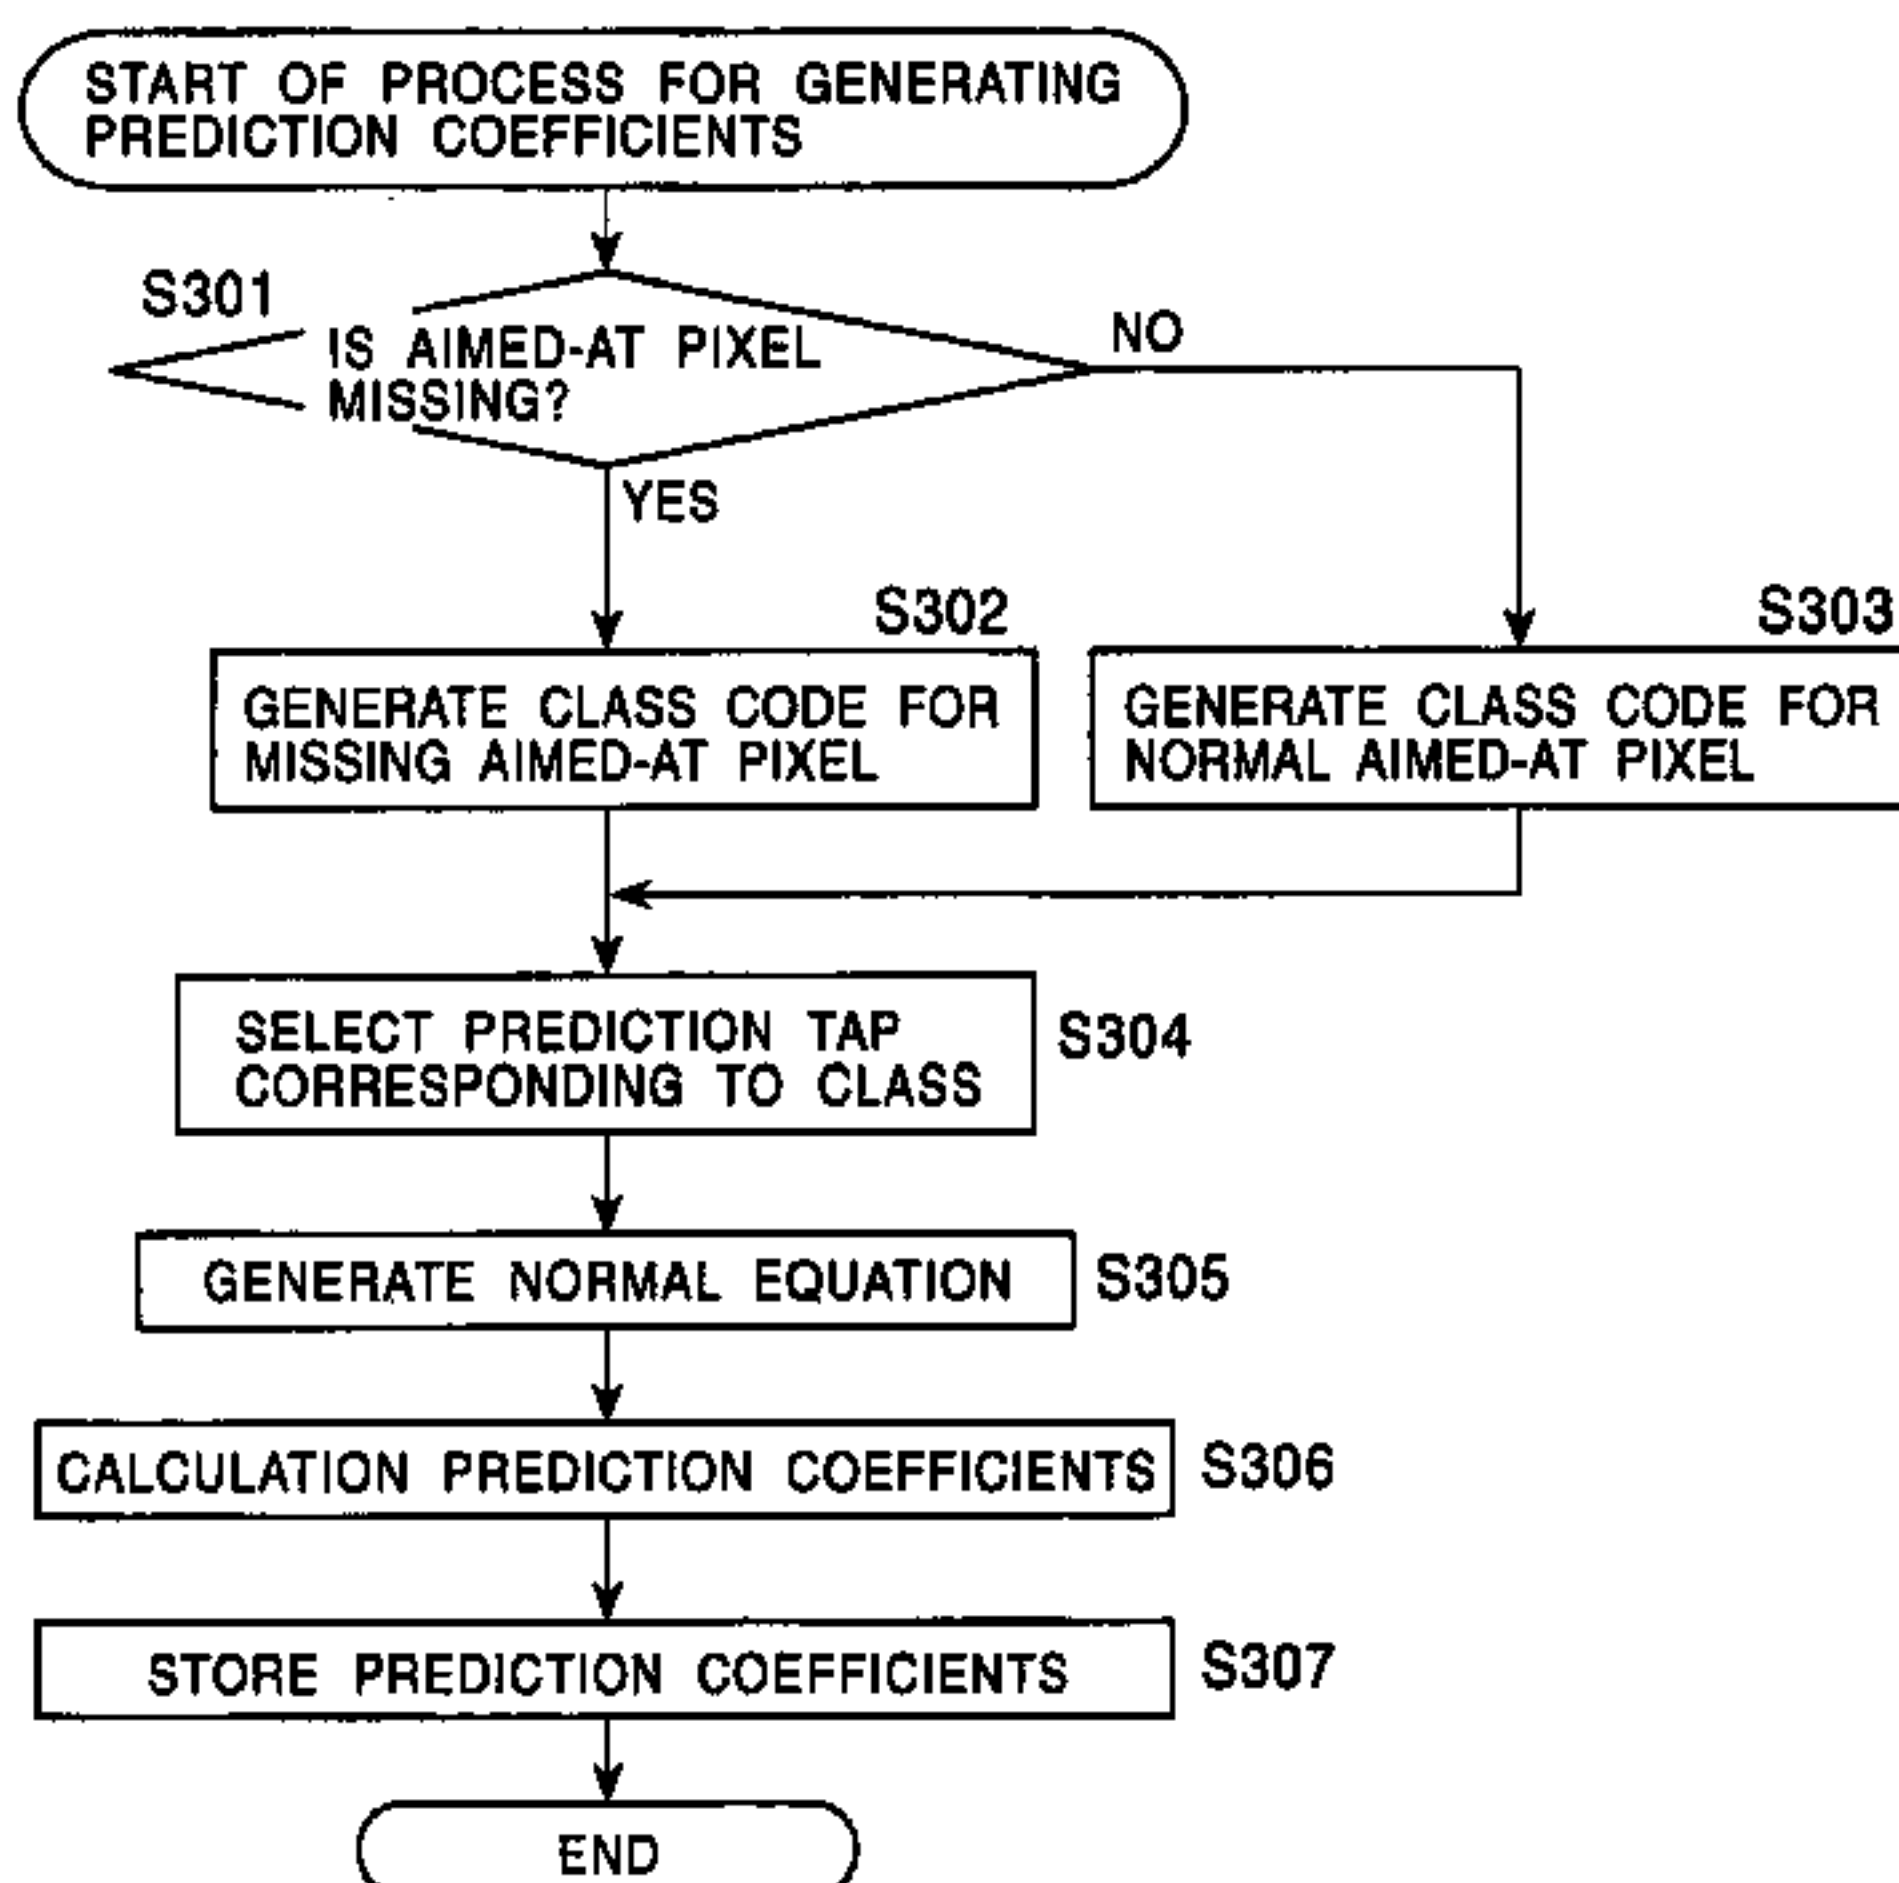 START OF PROCESS FOR GENERATING
PREDICTION COEFFICIENTS
S301
IS AIMED-AT PIXEL
MISSING?
NO
YES
S302
GENERATE CLASS CODE FOR
MISSING AIMED-AT PIXEL
S303
GENERATE CLASS CODE FOR
NORMAL AIMED-AT PIXEL
SELECT PREDICTION TAP
CORRESPONDING TO CLASS
S304
GENERATE NORMAL EQUATION
S305
CALCULATION PREDICTION COEFFICIENTS
S306
STORE PREDICTION COEFFICIENTS
S307
END